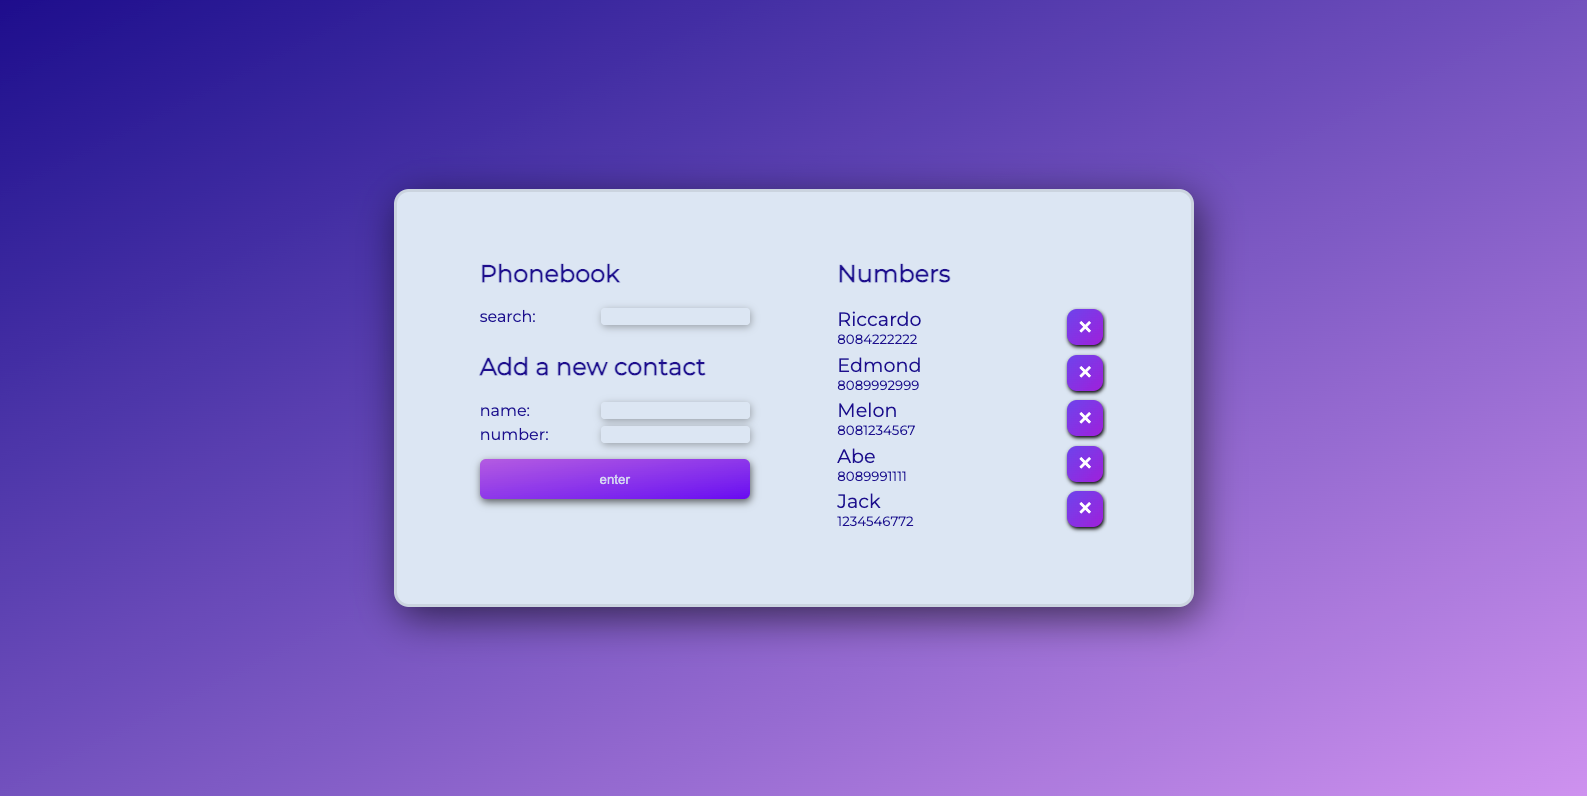 Phonebook
search:
Add a new contact
name:
number:
enter
Numbers
Riccardo
8084222222
Edmond
8089992999
Melon
8081234567
Abe
8089991111
Jack
1234546772